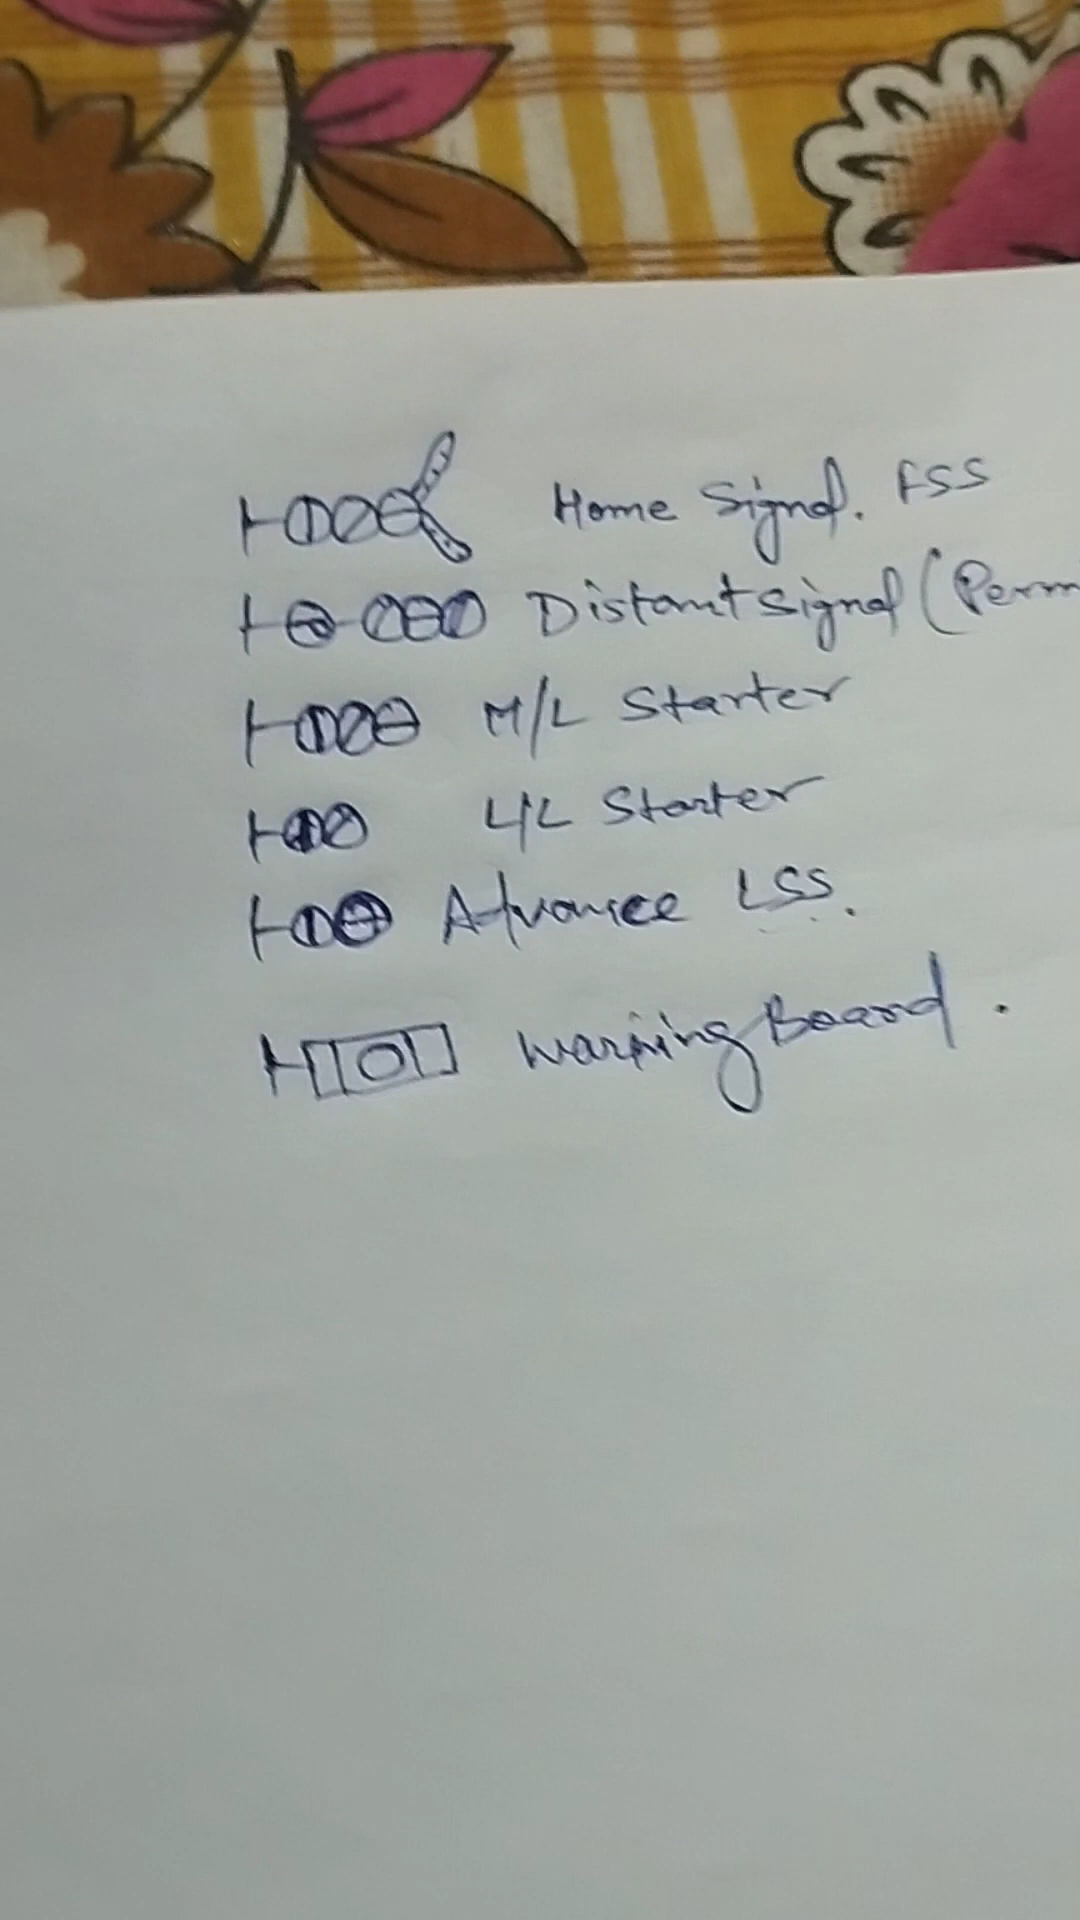 Home Signal. FSS
Distant Signal (Perm
M/L Starter
L/L Starter
Advance LSS.
Warning Board.